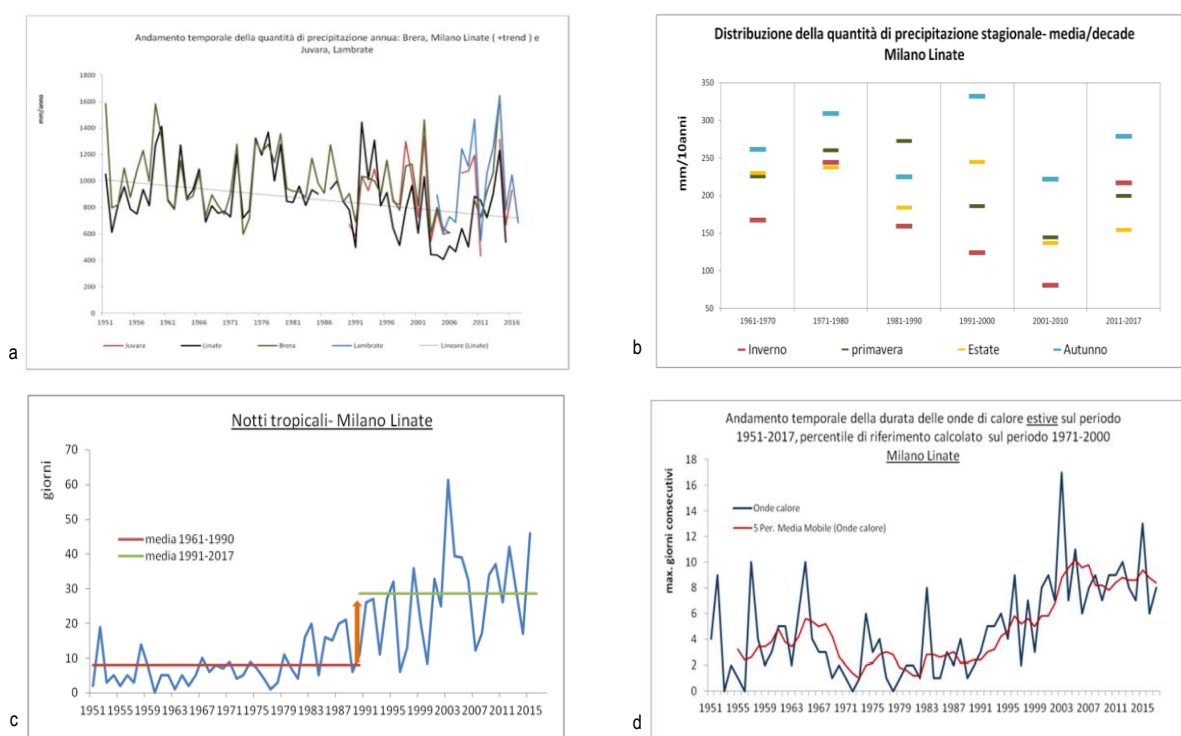 Andamento temporale della quantità di precipitazione annua: Brera, Milano Linate ( +trend ) e
Juvara, Lambrate
mm/anno
1800
1600
1400
1200
1000
800
600
400
200
0
1951 1956 1961 1966 1971 1976 1981 1986 1991 1996 2001 2006 2011 2016
Juvara Linate Brera Lambrate Lineare (Linate)
a
Distribuzione della quantità di precipitazione stagionale- media/decade
Milano Linate
mm/10anni
350
300
250
200
150
100
50
1961-1970 1971-1980 1981-1990 1991-2000 2001-2010 2011-2017
Inverno primavera Estate Autunno
b
Notti tropicali- Milano Linate
giorni
70
60
50
40
30
20
10
0
media 1961-1990
media 1991-2017
1951 1955 1959 1963 1967 1971 1975 1979 1983 1987 1991 1995 1999 2003 2007 2011 2015
c
Andamento temporale della durata delle onde di calore estive sul periodo
1951-2017, percentile di riferimento calcolato sul periodo 1971-2000
Milano Linate
max. giorni consecutivi
18
16
14
12
10
8
6
4
2
0
Onde calore
5 Per. Media Mobile (Onde calore)
1951 1955 1959 1963 1967 1971 1975 1979 1983 1987 1991 1995 1999 2003 2007 2011 2015
d